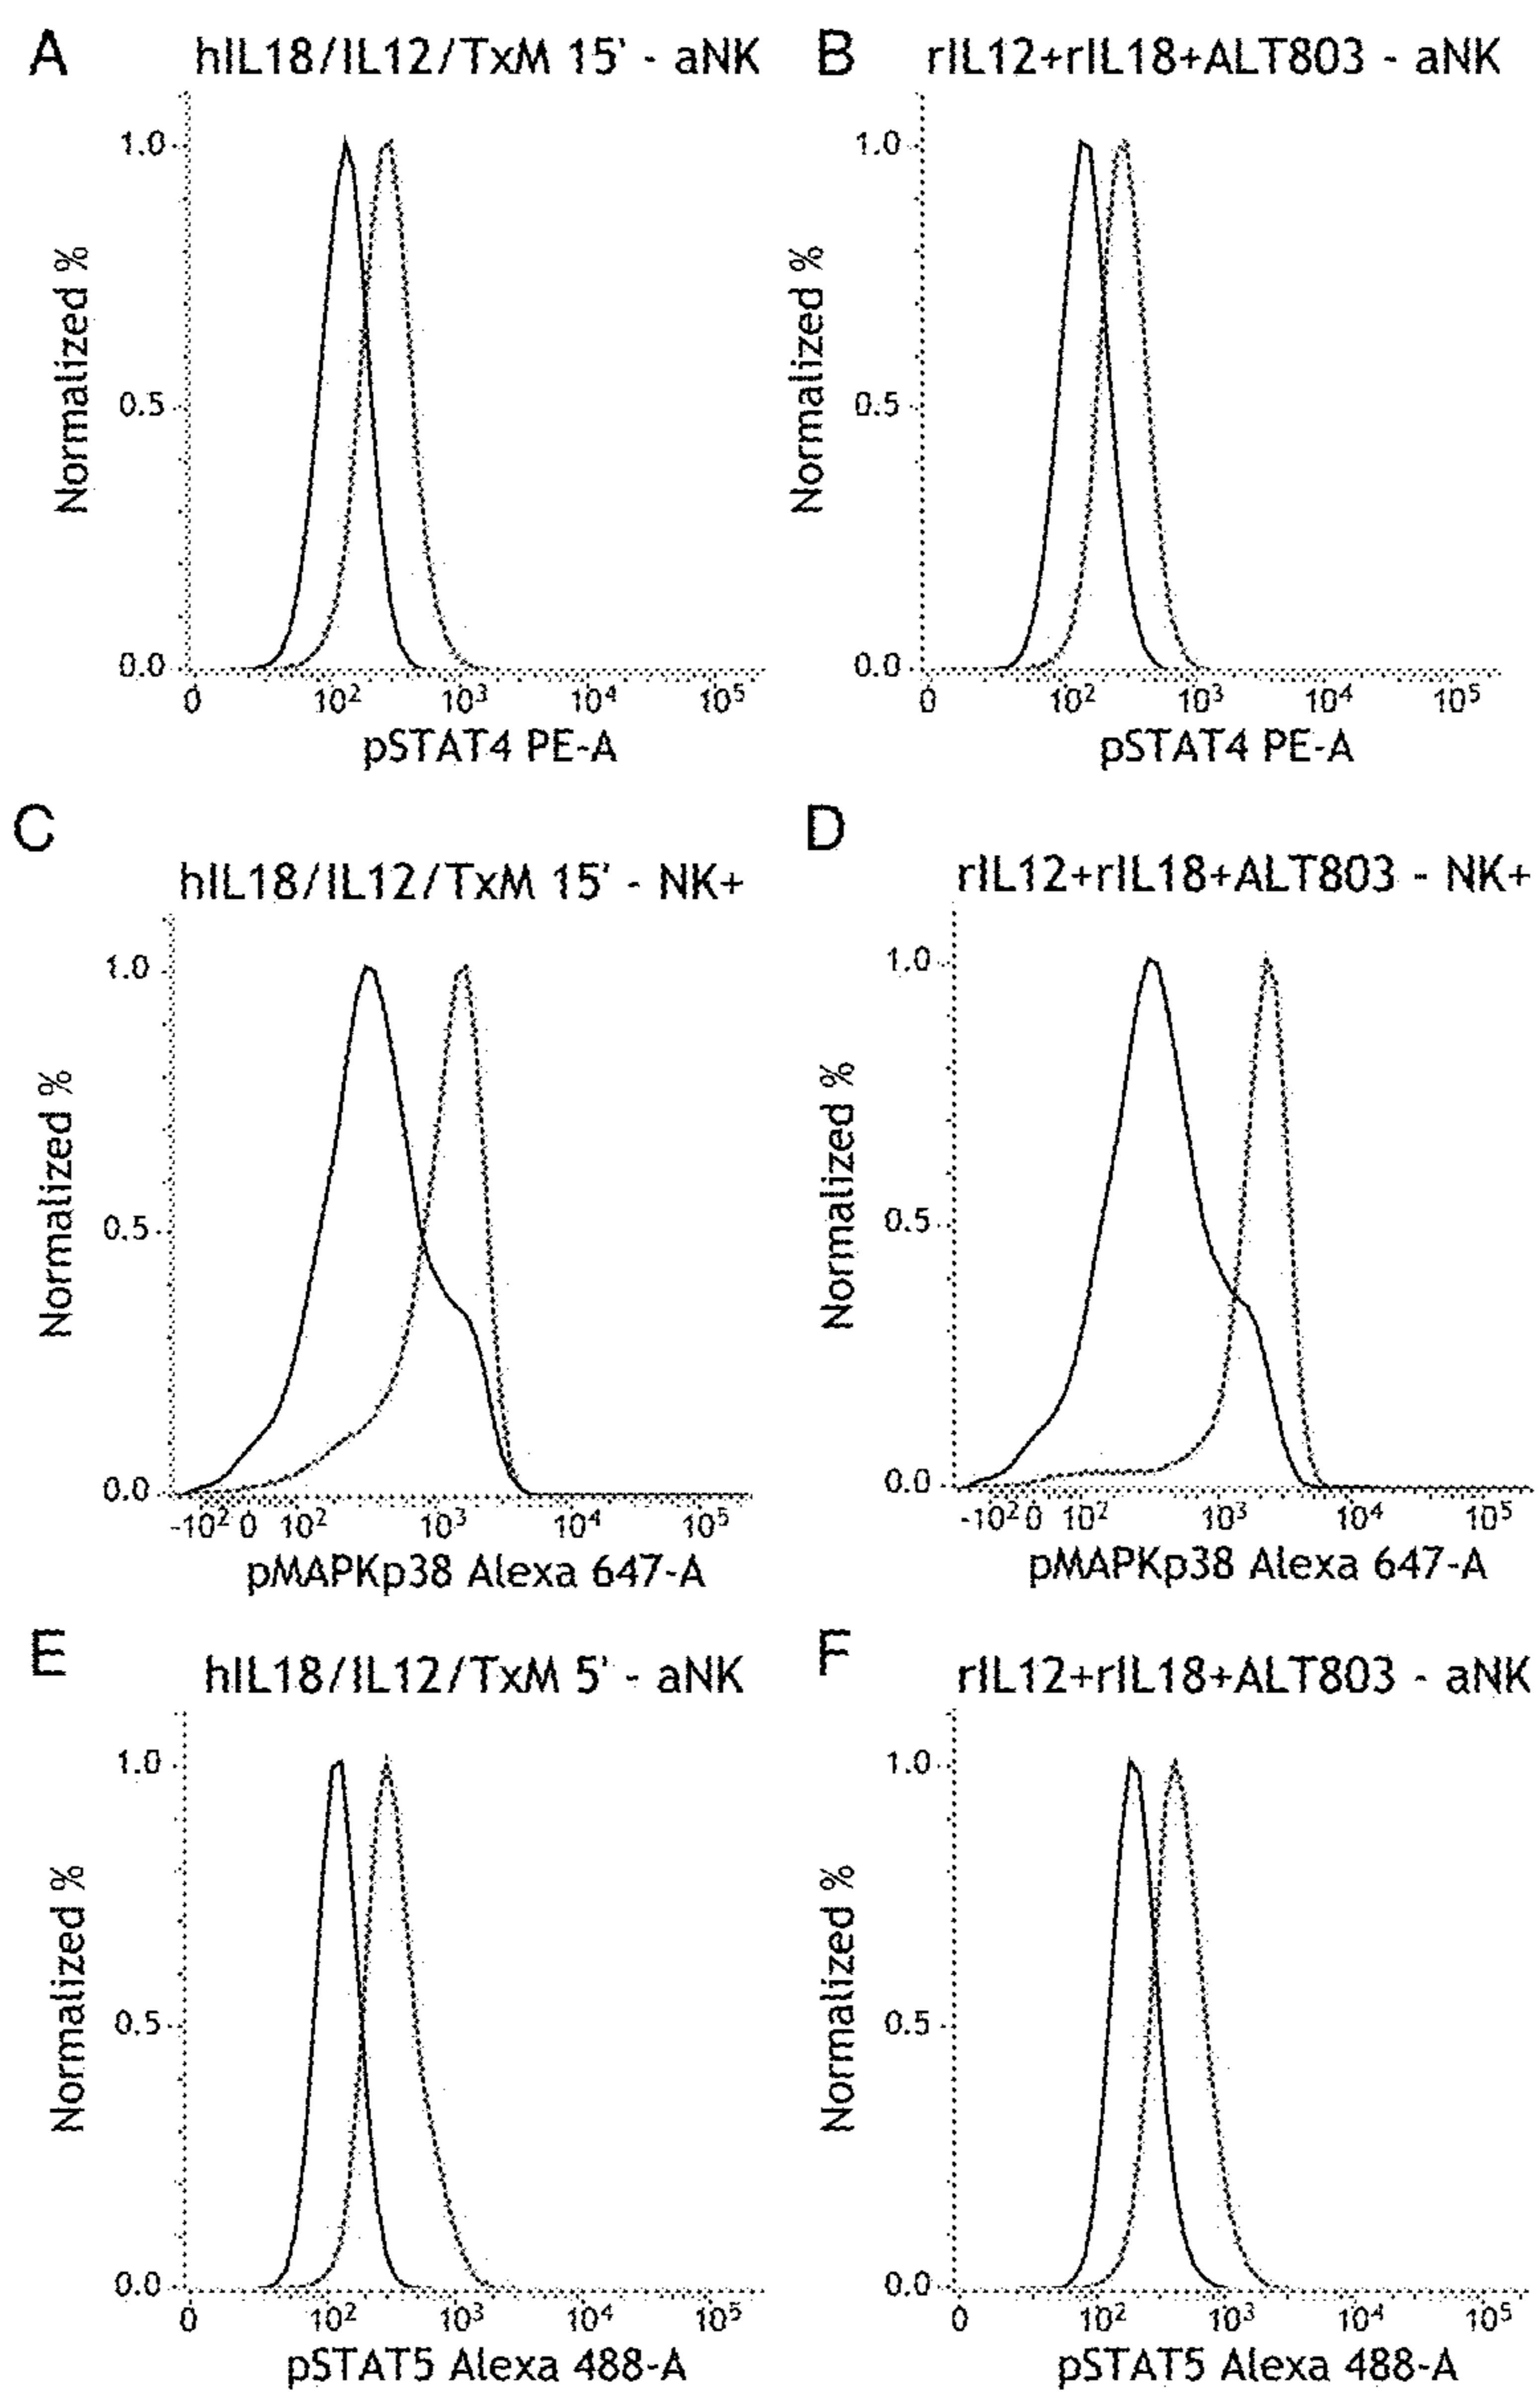 A
hIL18/IL12/TxM 15' - aNK
Normalized %
1.0
0.5
0.0
0 10² 10³ 10⁴ 10⁵
pSTAT4 PE-A
B
rIL12+rIL18+ALT803 - aNK
Normalized %
1.0
0.5
0.0
0 10² 10³ 10⁴ 10⁵
pSTAT4 PE-A
C
hIL18/IL12/TxM 15' - NK+
Normalized %
1.0
0.5
0.0
-10² 0 10² 10³ 10⁴ 10⁵
pMAPKp38 Alexa 647-A
D
rIL12+rIL18+ALT803 - NK+
Normalized %
1.0
0.5
0.0
-10² 0 10² 10³ 10⁴ 10⁵
pMAPKp38 Alexa 647-A
E
hIL18/IL12/TxM 5' - aNK
Normalized %
1.0
0.5
0.0
0 10² 10³ 10⁴ 10⁵
pSTAT5 Alexa 488-A
F
rIL12+rIL18+ALT803 - aNK
Normalized %
1.0
0.5
0.0
0 10² 10³ 10⁴ 10⁵
pSTAT5 Alexa 488-A